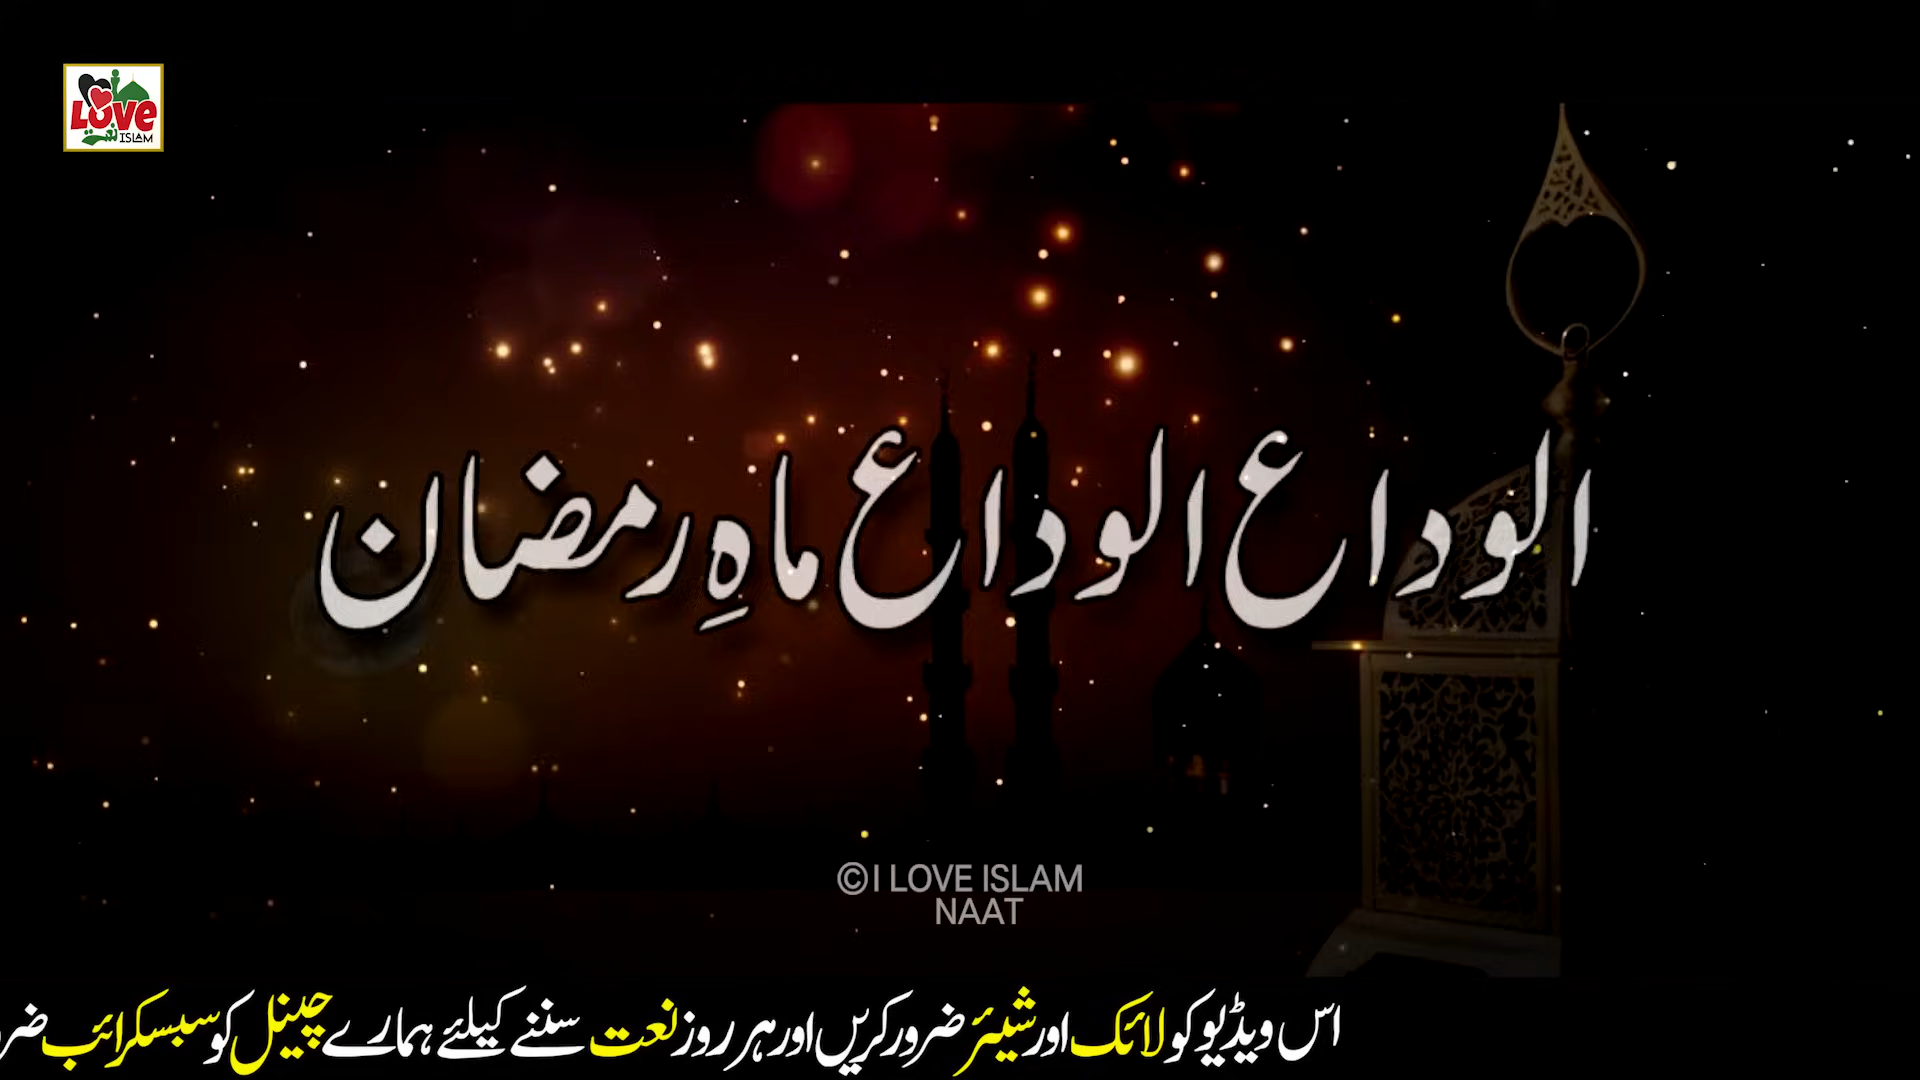 Love
نعت ISLAM
الوداع الوداع ماہِ رمضان
©I LOVE ISLAM
NAAT
اس ویڈیو کو لائک اور شیئر ضرور کریں اور ہر روز نعت سننے کیلئے ہمارے چینل کو سبسکرائب